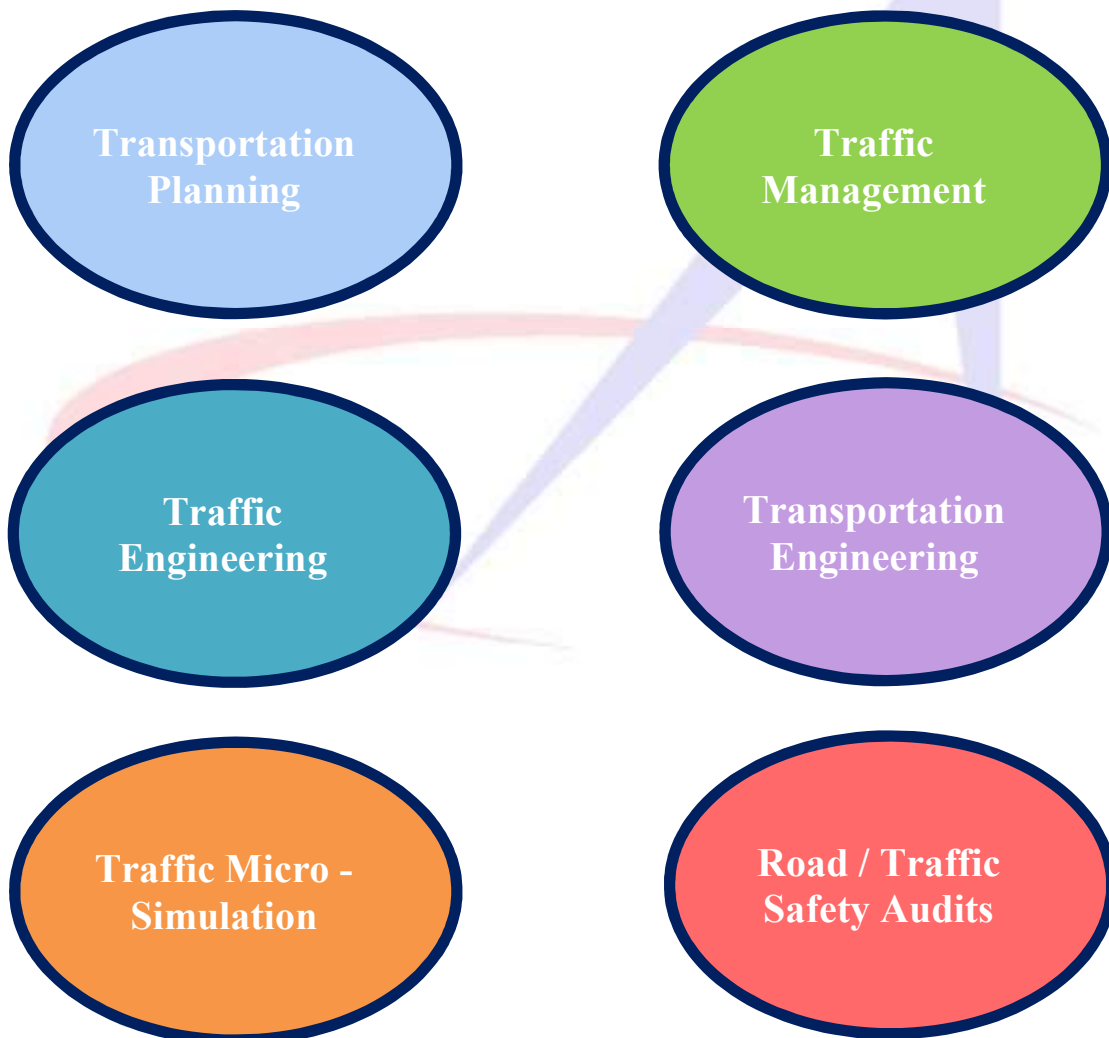 Transportation
Planning
Traffic
Management
Traffic
Engineering
Transportation
Engineering
Traffic Micro -
Simulation
Road / Traffic
Safety Audits